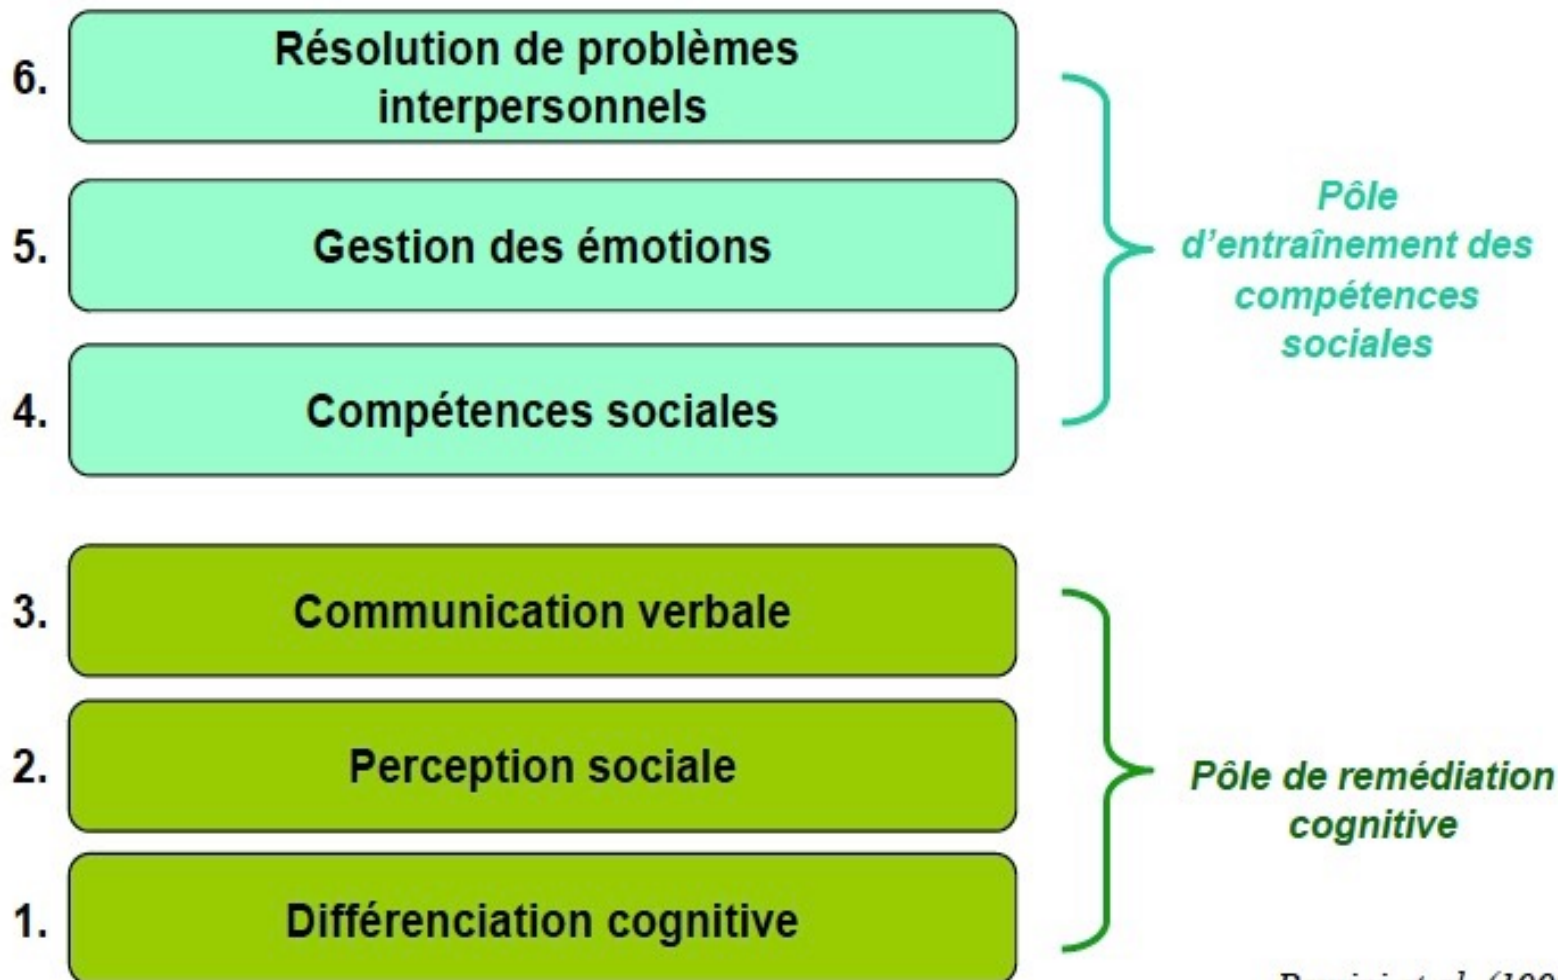 6.
Résolution de problèmes
interpersonnels
5.
Gestion des émotions
4.
Compétences sociales
Pôle
d’entraînement des
compétences
sociales
3.
Communication verbale
2.
Perception sociale
1.
Différenciation cognitive
Pôle de remédiation
cognitive